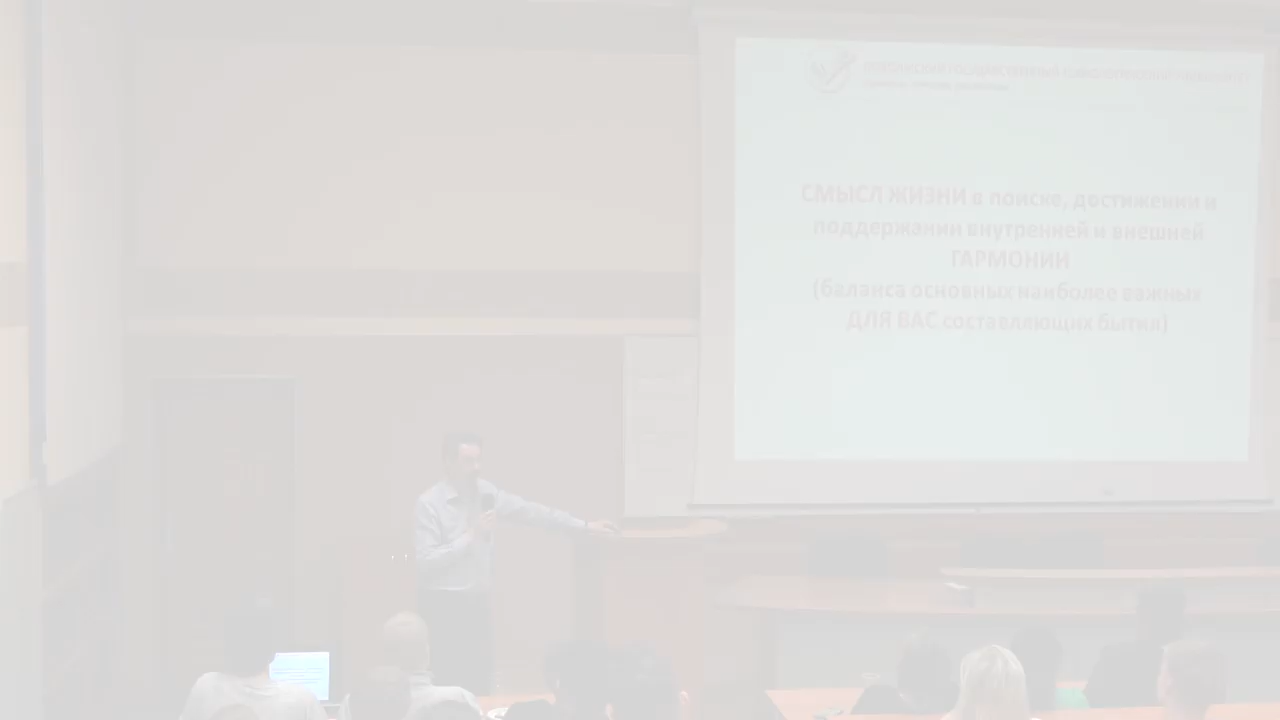 СМЫСЛ ЖИЗНИ в поиске, достижении и
поддержании внутренней и внешней
ГАРМОНИИ
(баланса основных наиболее важных
ДЛЯ ВАС составляющих бытия)